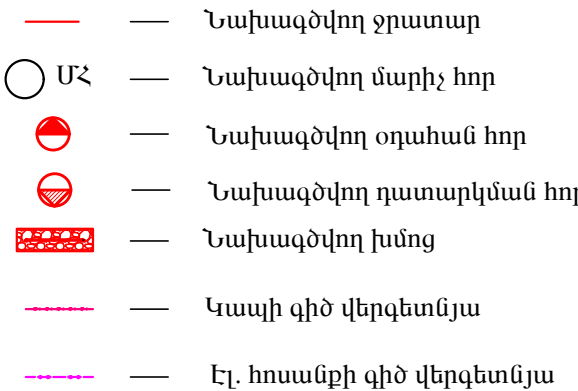 Նախագծվող ջրատար
ՄՀ — Նախագծվող մարիչ հոր
Նախագծվող օդահան հոր
Նախագծվող դատարկման հոր
Նախագծվող խմոց
Կապի գիծ վերգետնյա
Էլ. հոսանքի գիծ վերգետնյա